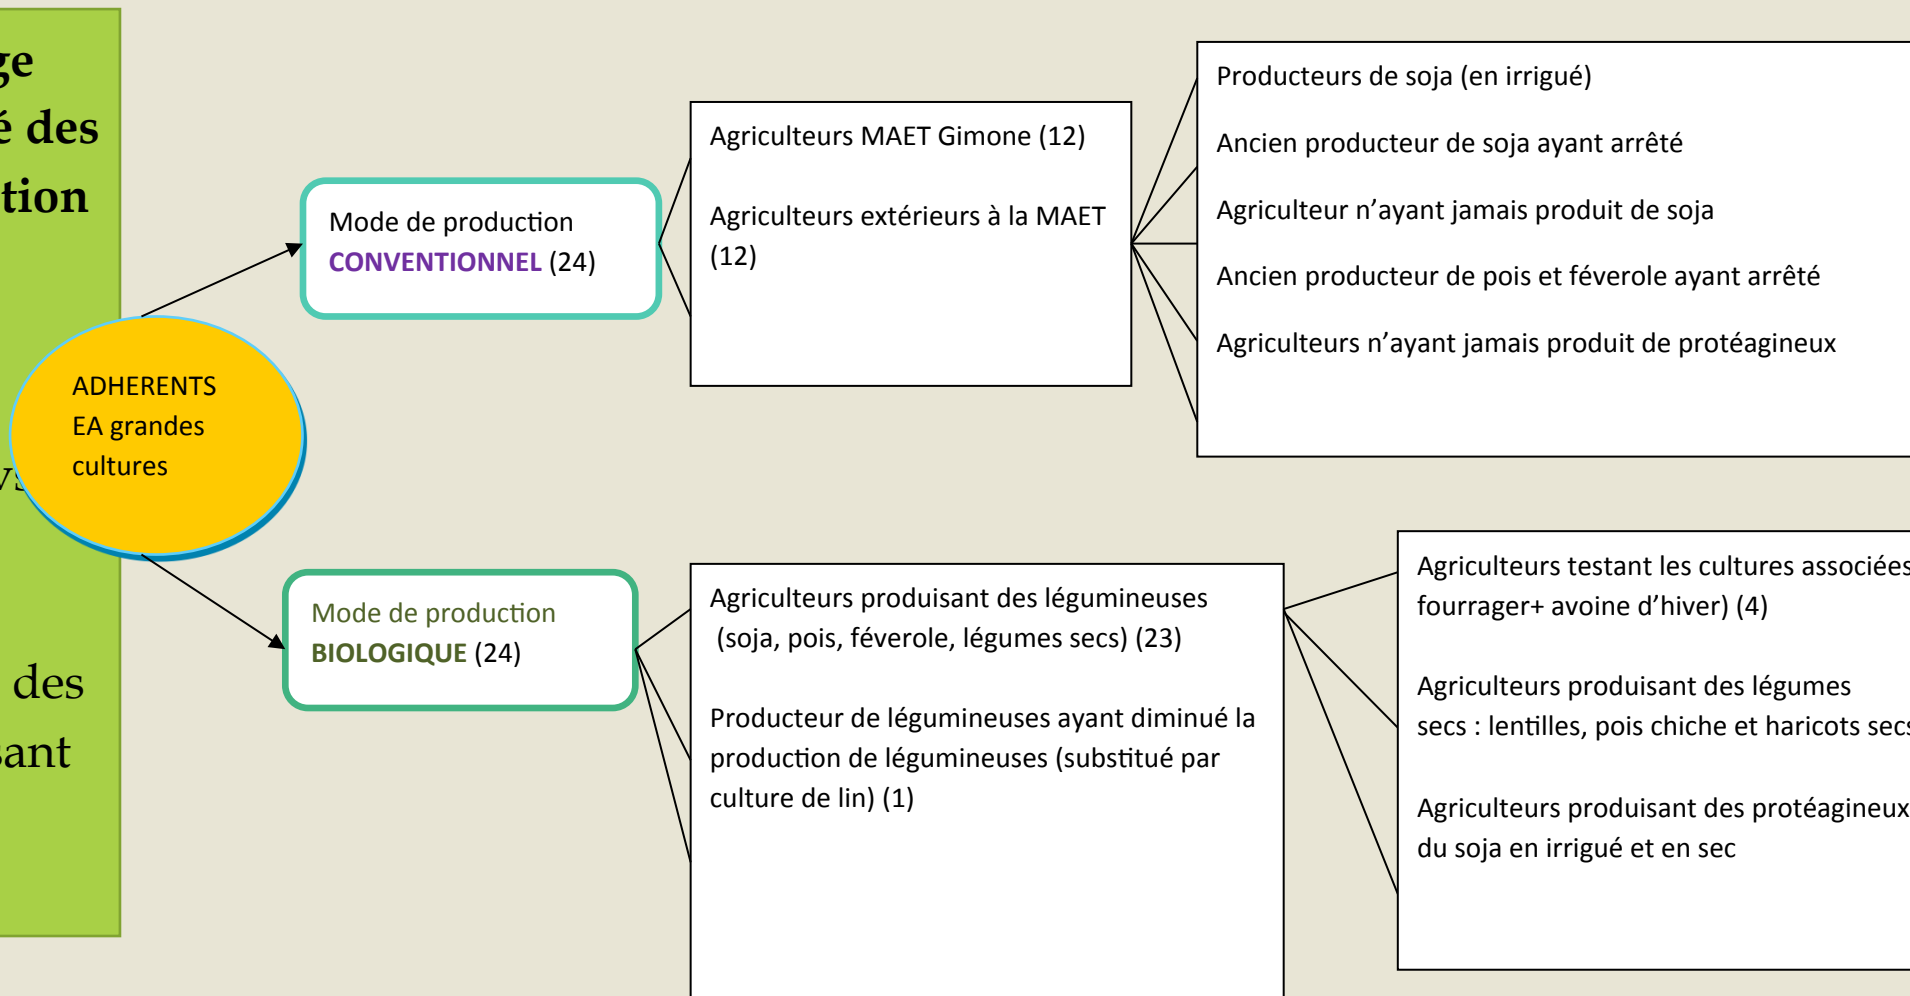 ge
é des
tion
des
sant
ADHERENTS
EA grandes
cultures
Mode de production
CONVENTIONNEL (24)
Agriculteurs MAET Gimone (12)
Agriculteurs extérieurs à la MAET
(12)
Producteurs de soja (en irrigué)
Ancien producteur de soja ayant arrêté
Agriculteur n’ayant jamais produit de soja
Ancien producteur de pois et féverole ayant arrêté
Agriculteurs n’ayant jamais produit de protéagineux
Mode de production
BIOLOGIQUE (24)
Agriculteurs produisant des légumineuses
(soja, pois, féverole, légumes secs) (23)
Producteur de légumineuses ayant diminué la
production de légumineuses (substitué par
culture de lin) (1)
Agriculteurs testant les cultures associées
fourrager+ avoine d’hiver) (4)
Agriculteurs produisant des légumes
secs : lentilles, pois chiche et haricots secs
Agriculteurs produisant des protéagineux
du soja en irrigué et en sec